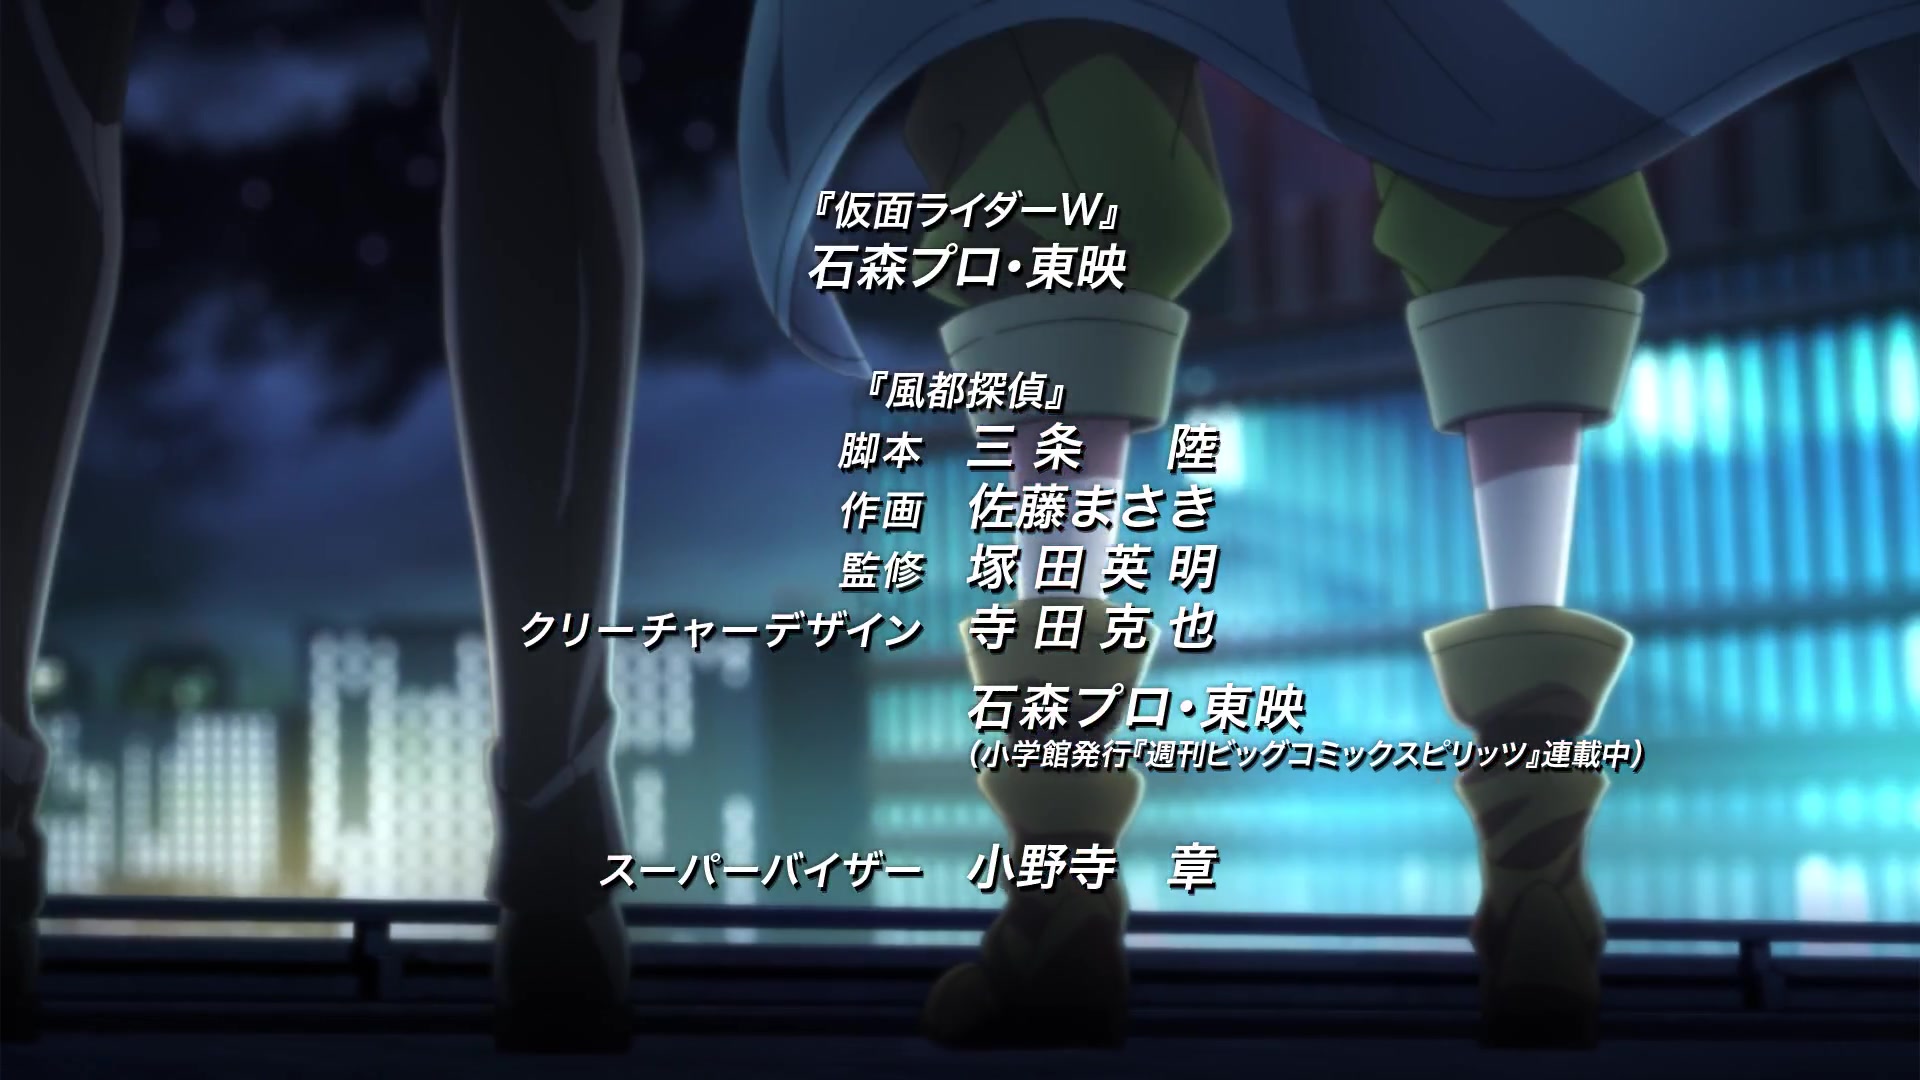 『仮面ライダーW』
石森プロ・東映
『風都探偵』
脚本 三条 陸
作画 佐藤まさき
監修 塚田英明
クリーチャーデザイン 寺田克也
石森プロ・東映
(小学館発行『週刊ビッグコミックスピリッツ』連載中)
スーパーバイザー 小野寺 章